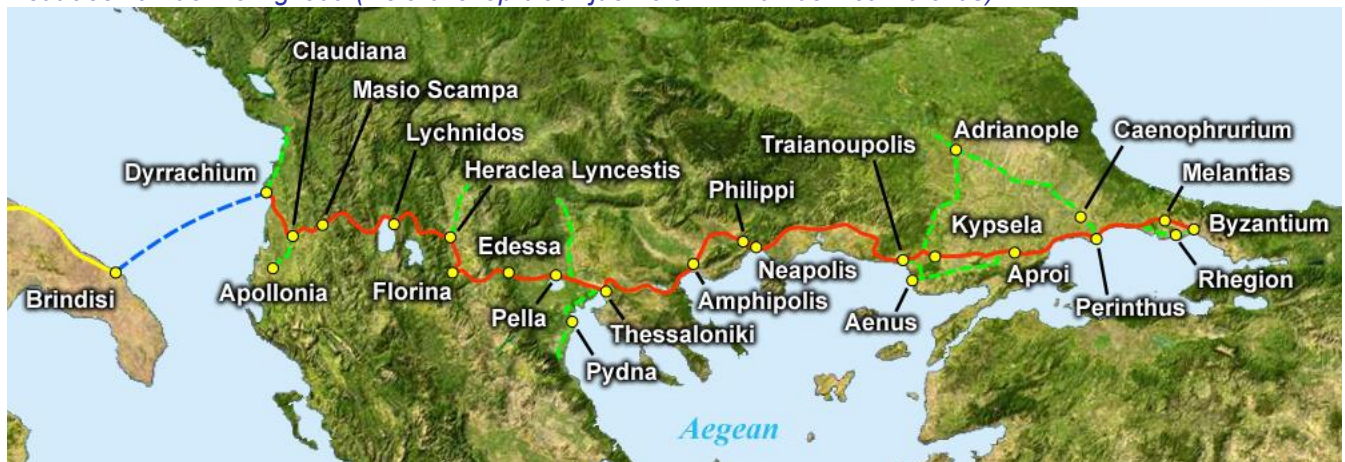 Claudiana
Masio Scampa
Lychnidos
Heraclea Lyncestis
Dyrrachium
Brindisi
Apollonia
Florina
Edessa
Pella
Thessaloniki
Pydna
Philippi
Neapolis
Amphipolis
Traianoupolis
Aenus
Kypsela
Adrianople
Aproi
Caenophrurium
Melantias
Byzantium
Rhegion
Perinthus
Aegean